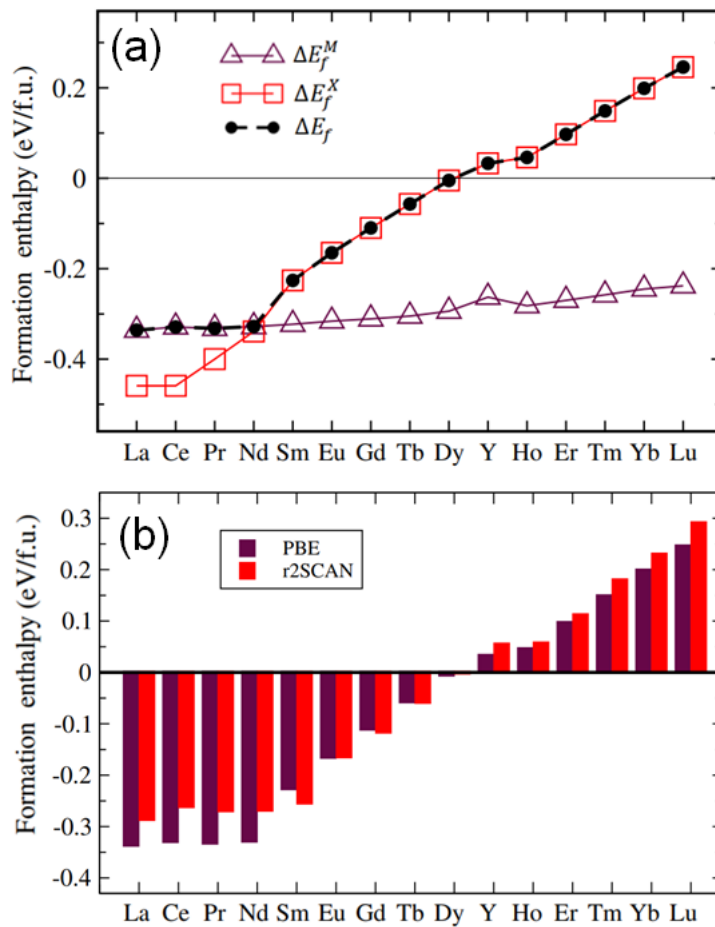 (a)
ΔE_f^M
ΔE_f^X
ΔE_f
Formation enthalpy (eV/f.u.)
0.2
0
-0.2
-0.4
La Ce Pr Nd Sm Eu Gd Tb Dy Y Ho Er Tm Yb Lu
(b)
PBE
r2SCAN
Formation enthalpy (eV/f.u.)
0.3
0.2
0.1
0
-0.1
-0.2
-0.3
-0.4
La Ce Pr Nd Sm Eu Gd Tb Dy Y Ho Er Tm Yb Lu